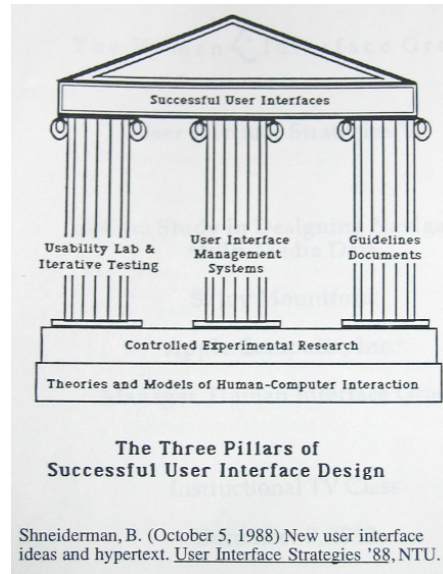 Successful User Interfaces
Usability Lab &
Iterative Testing
User Interface
Management
Systems
Guidelines
Documents
Controlled Experimental Research
Theories and Models of Human-Computer Interaction
The Three Pillars of
Successful User Interface Design
Shneiderman, B. (October 5, 1988) New user interface
ideas and hypertext. User Interface Strategies '88, NTU.